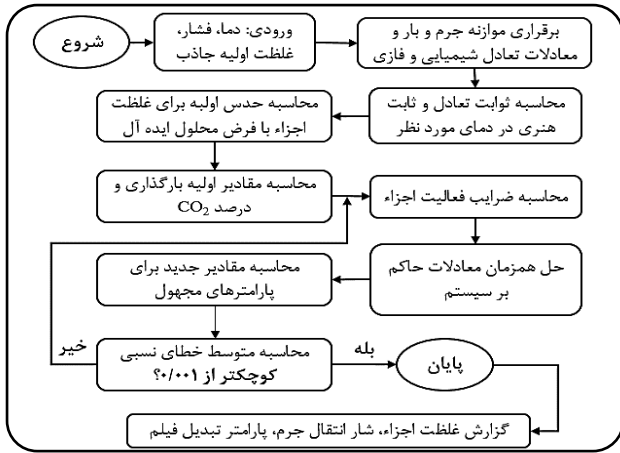 شروع
ورودی: دما، فشار،
غلظت اولیه جاذب
برقراری موازنه جرم و بار و
معادلات تعادل شیمیایی و فازی
محاسبه ثوابت تعادل و ثابت
هنری در دمای مورد نظر
محاسبه حدس اولیه برای غلظت
اجزاء با فرض محلول ایده آل
محاسبه مقادیر اولیه بارگذاری و
درصد CO₂
محاسبه ضرایب فعالیت اجزاء
حل همزمان معادلات حاکم
بر سیستم
محاسبه مقادیر جدید برای
پارامترهای مجهول
محاسبه متوسط خطای نسبی
کوچکتر از ۰/۰۰۱؟
خیر
بله
پایان
گزارش غلظت اجزاء، شار انتقال جرم، پارامتر تبدیل فیلم